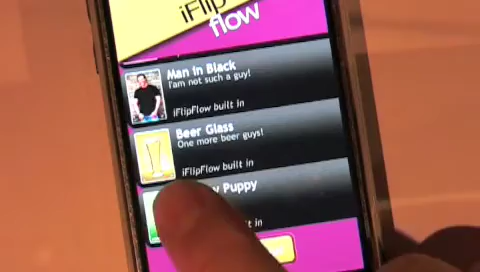 iFlip
flow
Man in Black
I'am not such a guy!
iFlipFlow built in
Beer Glass
One more beer guys!
iFlipFlow built in
Puppy
in